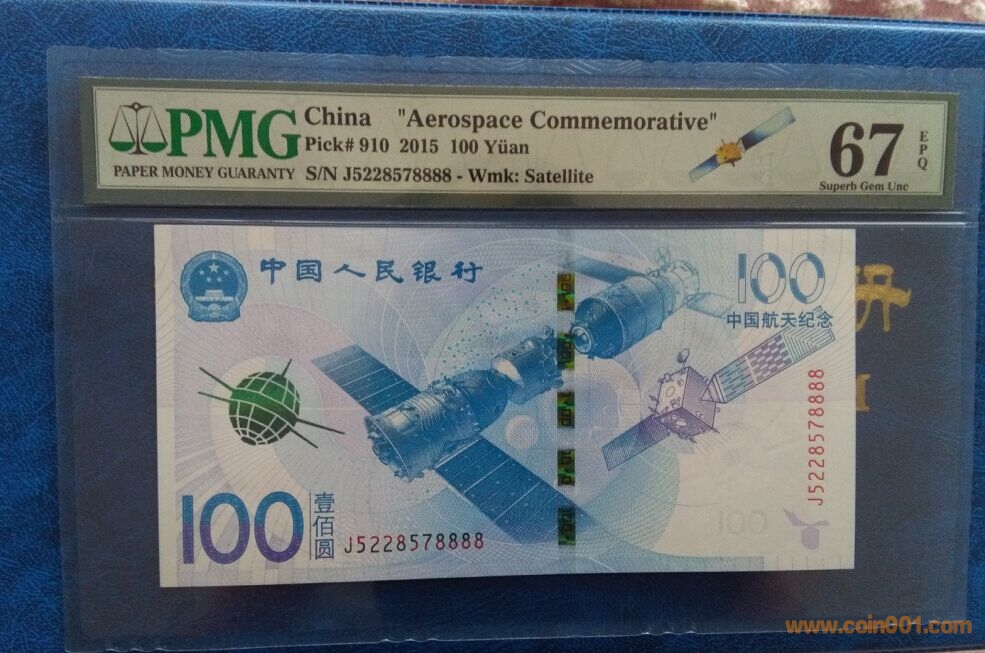 PMG
PAPER MONEY GUARANTY
China "Aerospace Commemorative"
Pick# 910 2015 100 Yüan
S/N J5228578888 - Wmk: Satellite
67
EPQ
Superb Gem Unc
中国人民银行
100
中国航天纪念
J5228578888
100
壹佰圆
J5228578888
www.coin001.com